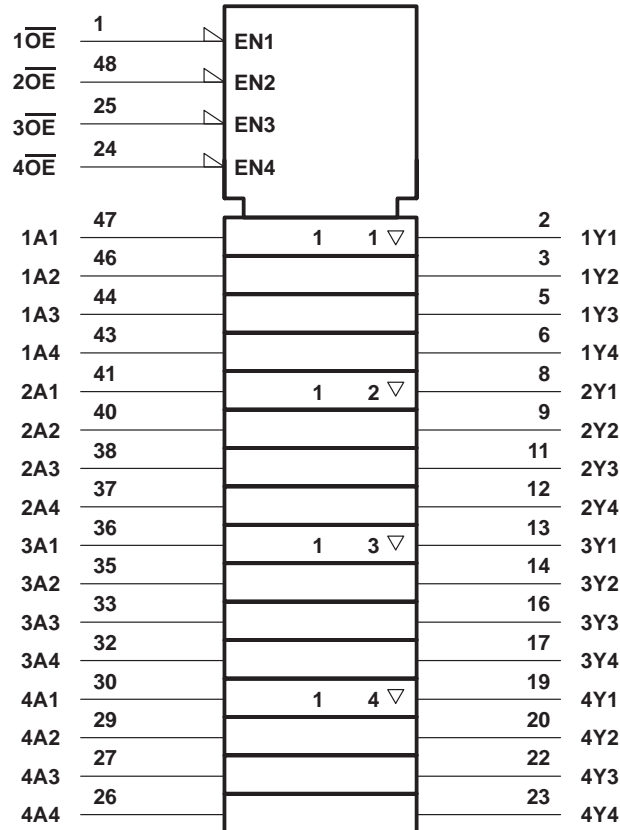 1 1O̅E̅ EN1
48 2O̅E̅ EN2
25 3O̅E̅ EN3
24 4O̅E̅ EN4
47 1A1 1 1 ▽ 2 1Y1
46 1A2 3 1Y2
44 1A3 5 1Y3
43 1A4 6 1Y4
41 2A1 1 2 ▽ 8 2Y1
40 2A2 9 2Y2
38 2A3 11 2Y3
37 2A4 12 2Y4
36 3A1 1 3 ▽ 13 3Y1
35 3A2 14 3Y2
33 3A3 16 3Y3
32 3A4 17 3Y4
30 4A1 1 4 ▽ 19 4Y1
29 4A2 20 4Y2
27 4A3 22 4Y3
26 4A4 23 4Y4